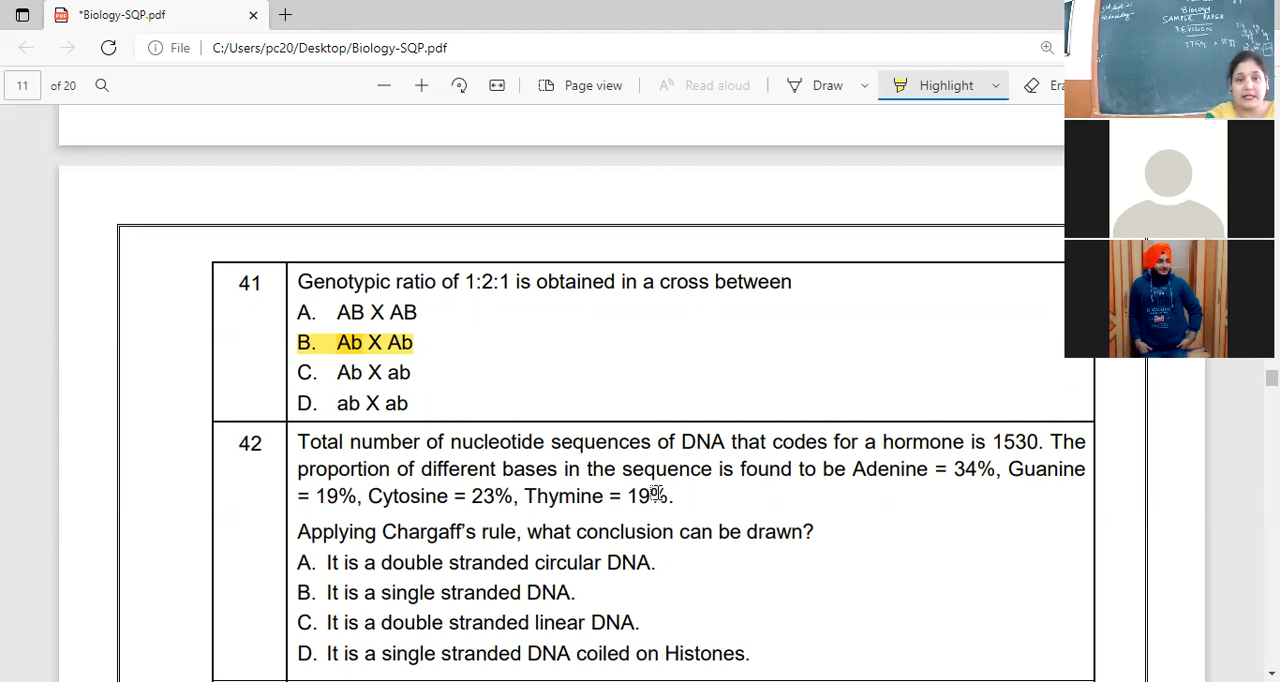 *Biology-SQP.pdf
File C:/Users/pc20/Desktop/Biology-SQP.pdf
11 of 20 Page view Read aloud Draw Highlight
Biology
SAMPLE PAPER
REVISION
41 Genotypic ratio of 1:2:1 is obtained in a cross between
A. AB X AB
B. Ab X Ab
C. Ab X ab
D. ab X ab
42 Total number of nucleotide sequences of DNA that codes for a hormone is 1530. The
proportion of different bases in the sequence is found to be Adenine = 34%, Guanine
= 19%, Cytosine = 23%, Thymine = 19%.
Applying Chargaff's rule, what conclusion can be drawn?
A. It is a double stranded circular DNA.
B. It is a single stranded DNA.
C. It is a double stranded linear DNA.
D. It is a single stranded DNA coiled on Histones.